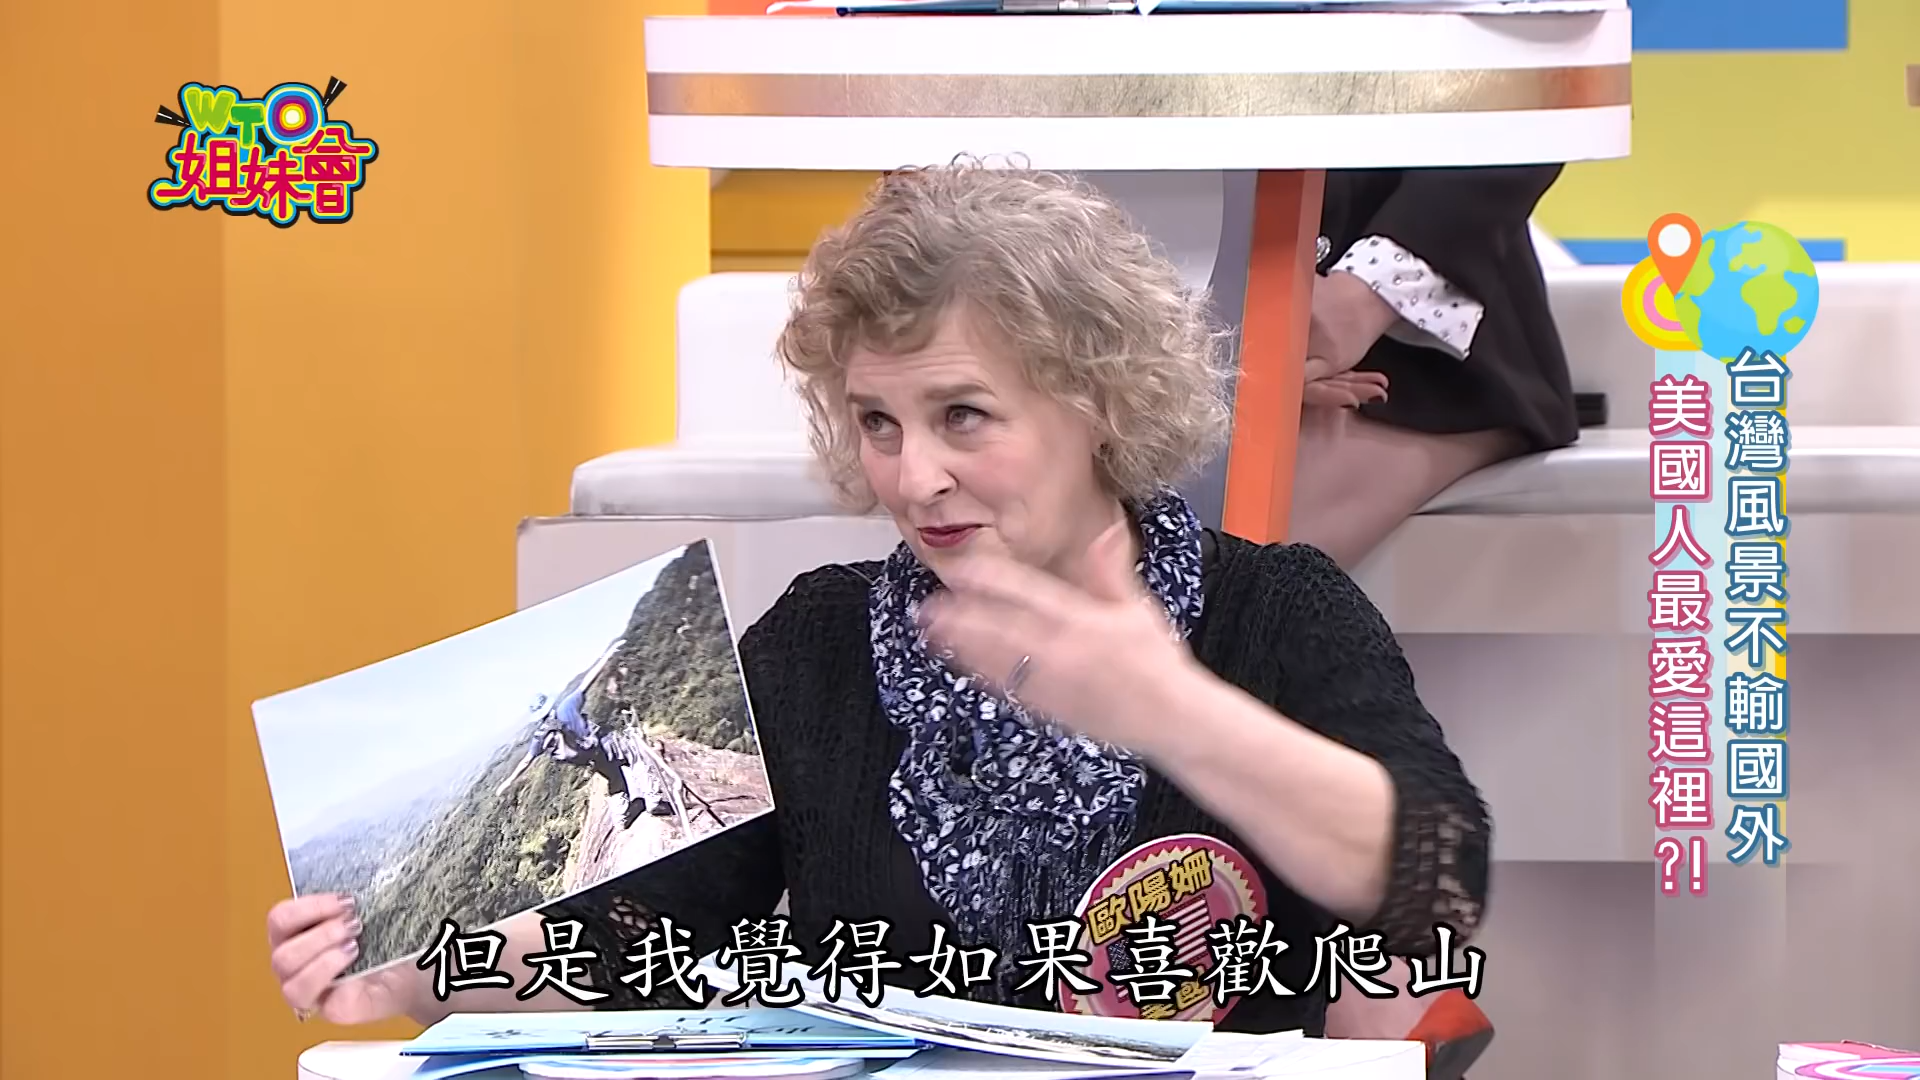 WTO
姐妹會
台灣風景不輸國外
美國人最愛這裡?!
歐陽筆
但是我覺得如果喜歡爬山